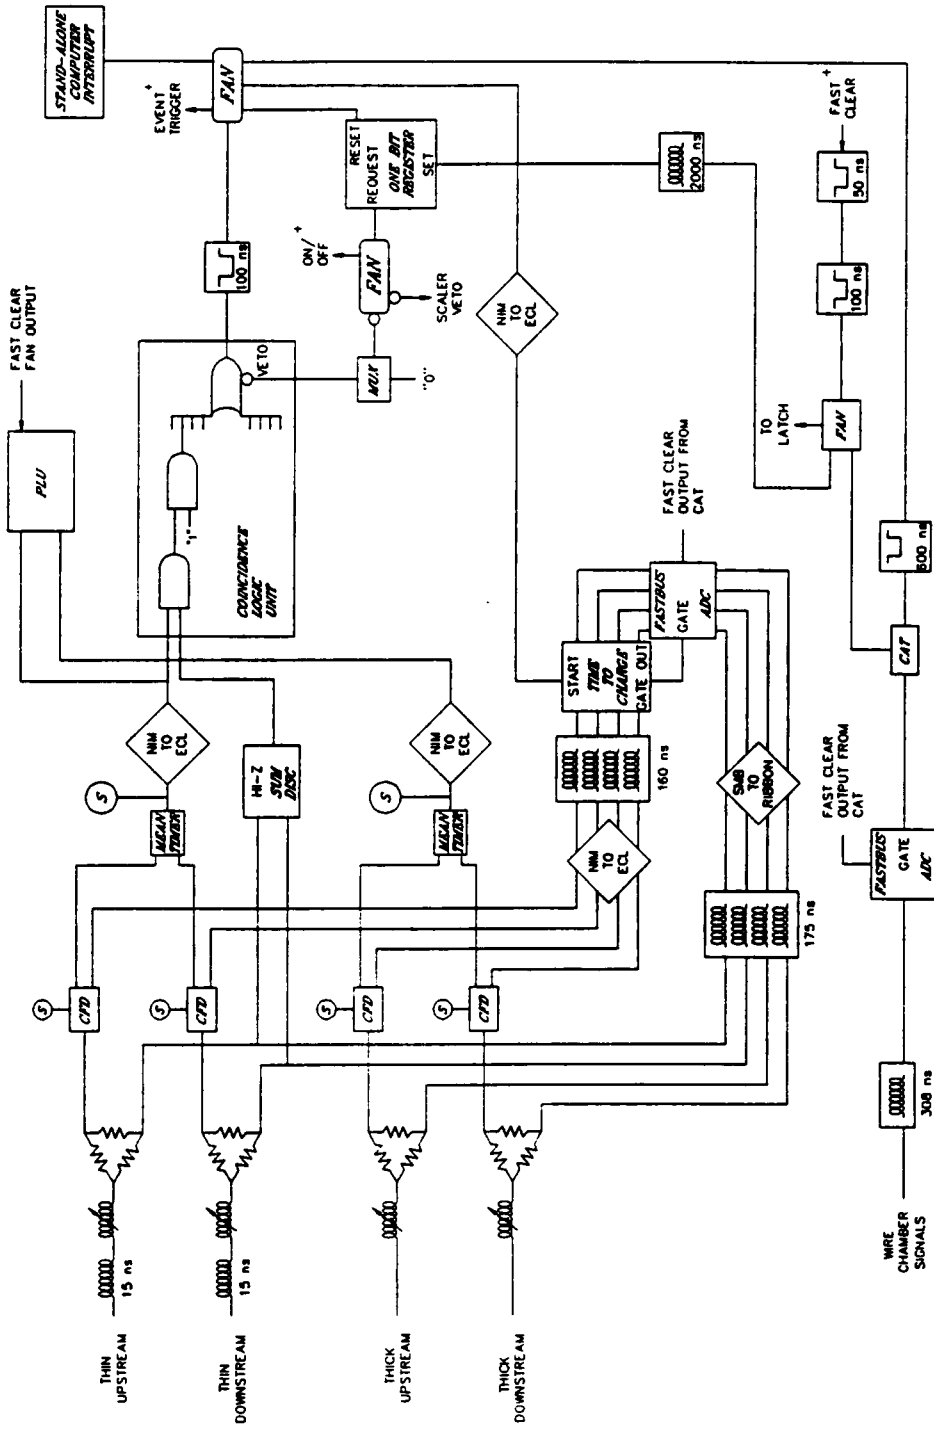 THIN
UPSTREAM
15 ns
THIN
DOWNSTREAM
15 ns
THICK
UPSTREAM
THICK
DOWNSTREAM
WIRE
CHAMBER
SIGNALS
308 ns
S
CFD
S
CFD
S
CFD
S
CFD
MEAN
TIMER
S
NIM
TO
ECL
HI-Z
SUM
DISC
MEAN
TIMER
S
NIM
TO
ECL
NIM
TO
ECL
160 ns
175 ns
SMB
TO
RIBBON
START
TIME
TO
CHARGE
GATE OUT
FASTBUS
GATE
ADC
FAST CLEAR
OUTPUT FROM
CAT
FASTBUS
GATE
ADC
FAST CLEAR
OUTPUT FROM
CAT
CAT
600 ns
PLU
FAST CLEAR
FAN OUTPUT
"1"
COINCIDENCE
LOGIC
UNIT
VETO
100 ns
MUX
"0"
FAN
ON/
OFF
+
SCALER
VETO
RESET
REQUEST
ONE BIT
REGISTER
SET
NIM
TO
ECL
FAN
EVENT
TRIGGER
+
STAND-ALONE
COMPUTER
INTERRUPT
2000 ns
FAN
TO
LATCH
100 ns
50 ns
FAST
CLEAR
+